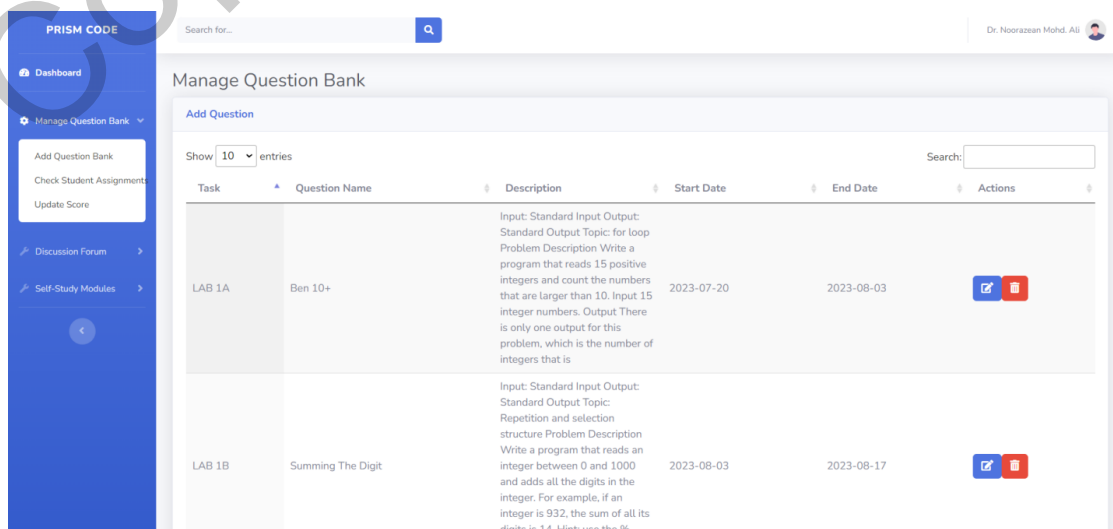 PRISM CODE
Search for...
Dr. Noorazean Mohd. Ali
Dashboard
Manage Question Bank
Add Question Bank
Check Student Assignments
Update Score
Discussion Forum
Self-Study Modules
Manage Question Bank
Add Question
Show 10 entries
Search:
Task Question Name Description Start Date End Date Actions
LAB 1A
Ben 10+
Input: Standard Input Output:
Standard Output Topic: for loop
Problem Description Write a
program that reads 15 positive
integers and count the numbers
that are larger than 10. Input 15
integer numbers. Output There
is only one output for this
problem, which is the number of
integers that is
2023-07-20
2023-08-03
LAB 1B
Summing The Digit
Input: Standard Input Output:
Standard Output Topic:
Repetition and selection
structure Problem Description
Write a program that reads an
integer between 0 and 1000
and adds all the digits in the
integer. For example, if an
integer is 932, the sum of all its
digits is 14. Hint: use the %
2023-08-03
2023-08-17